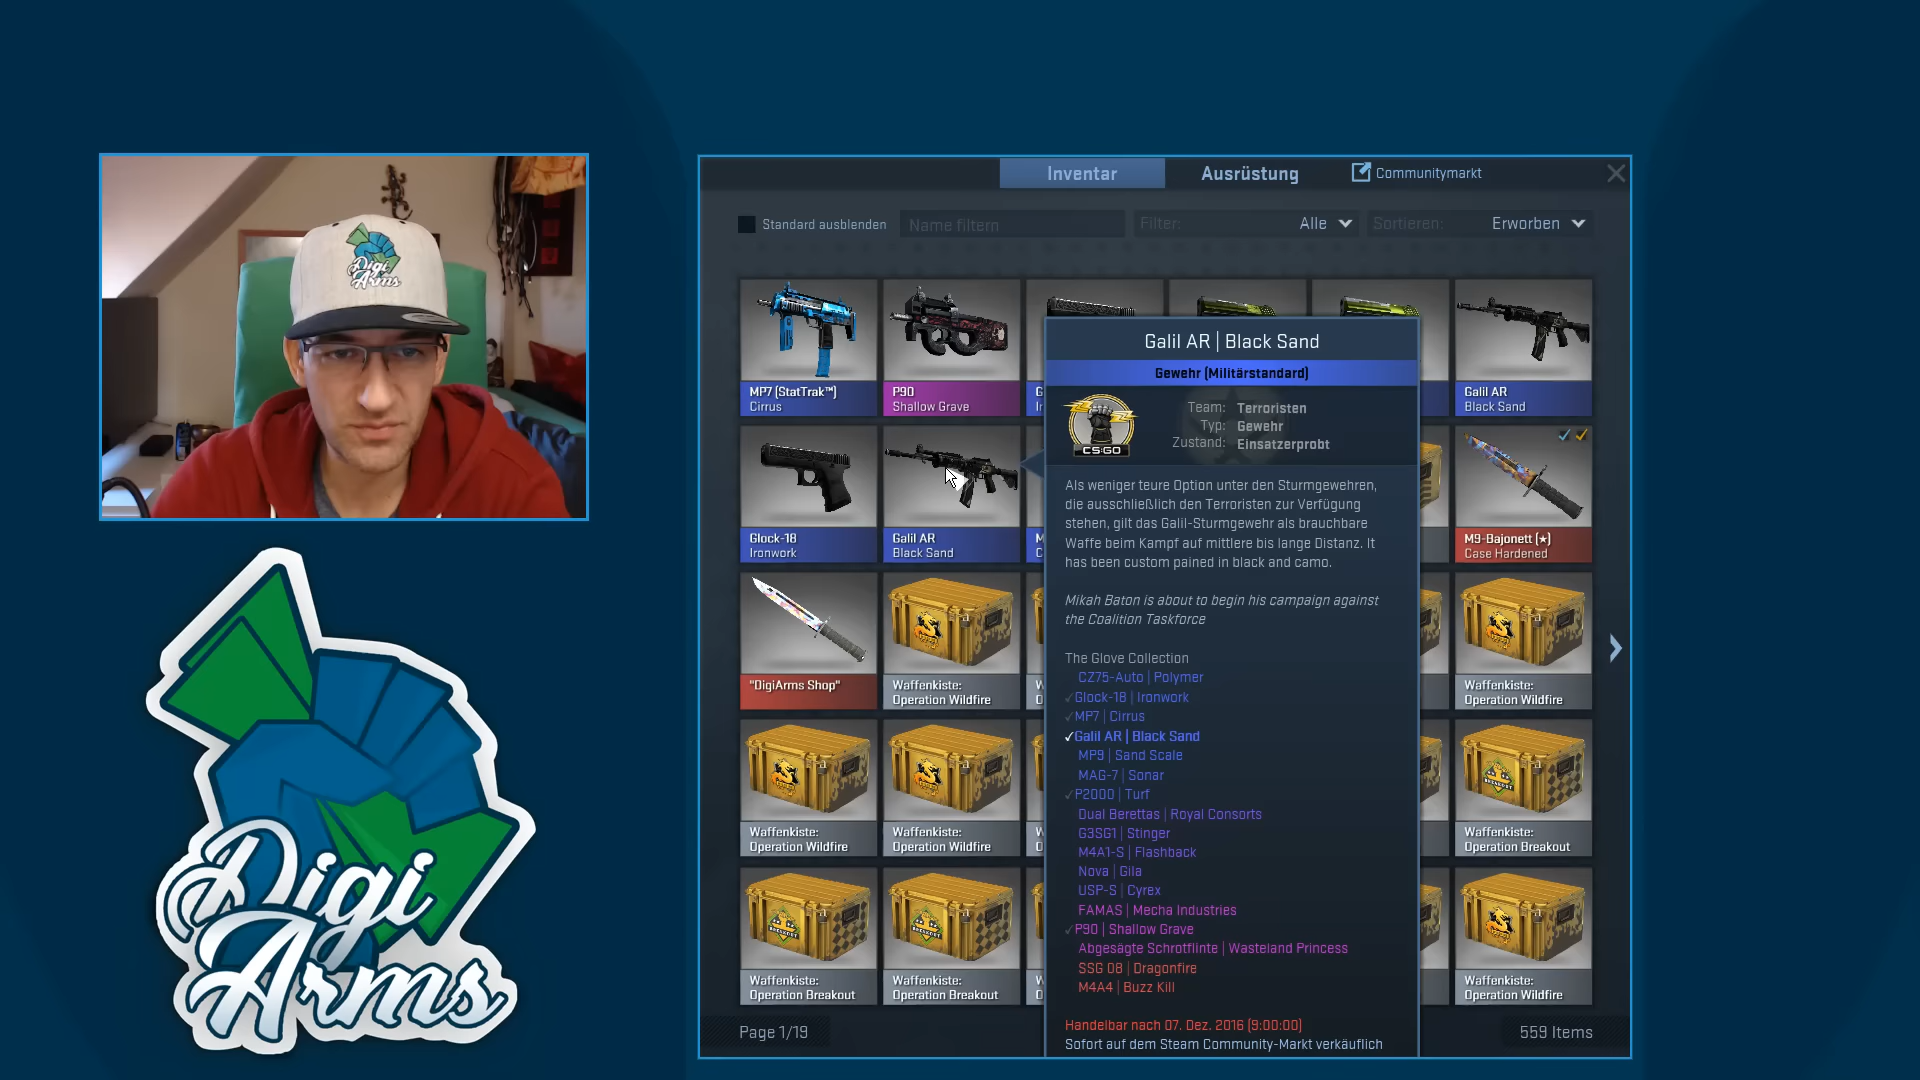 Inventar
Ausrüstung
Communitymarkt
Standard ausblenden
Name filtern
Filter:
Alle
Sortieren:
Erworben
MP7 (StatTrak™)
Cirrus
P90
Shallow Grave
Galil AR
Black Sand
Glock-18
Ironwork
Galil AR
Black Sand
M9-Bajonett (★)
Case Hardened
"DigiArms Shop"
Waffenkiste:
Operation Wildfire
Waffenkiste:
Operation Wildfire
Waffenkiste:
Operation Wildfire
Waffenkiste:
Operation Wildfire
Waffenkiste:
Operation Breakout
Waffenkiste:
Operation Breakout
Waffenkiste:
Operation Breakout
Waffenkiste:
Operation Wildfire
Page 1/19
559 Items
Galil AR | Black Sand
Gewehr (Militärstandard)
CS:GO
Team: Terroristen
Typ: Gewehr
Zustand: Einsatzerprobt
Als weniger teure Option unter den Sturmgewehren,
die ausschließlich den Terroristen zur Verfügung
stehen, gilt das Galil-Sturmgewehr als brauchbare
Waffe beim Kampf auf mittlere bis lange Distanz. It
has been custom pained in black and camo.
Mikah Baton is about to begin his campaign against
the Coalition Taskforce
The Glove Collection
CZ75-Auto | Polymer
✓Glock-18 | Ironwork
✓MP7 | Cirrus
✓Galil AR | Black Sand
MP9 | Sand Scale
MAG-7 | Sonar
✓P2000 | Turf
Dual Berettas | Royal Consorts
G3SG1 | Stinger
M4A1-S | Flashback
Nova | Gila
USP-S | Cyrex
FAMAS | Mecha Industries
✓P90 | Shallow Grave
Abgesägte Schrotflinte | Wasteland Princess
SSG 08 | Dragonfire
M4A4 | Buzz Kill
Handelbar nach 07. Dez. 2016 (9:00:00)
Sofort auf dem Steam Community-Markt verkäuflich
Digi
Arms
Digi
Arms